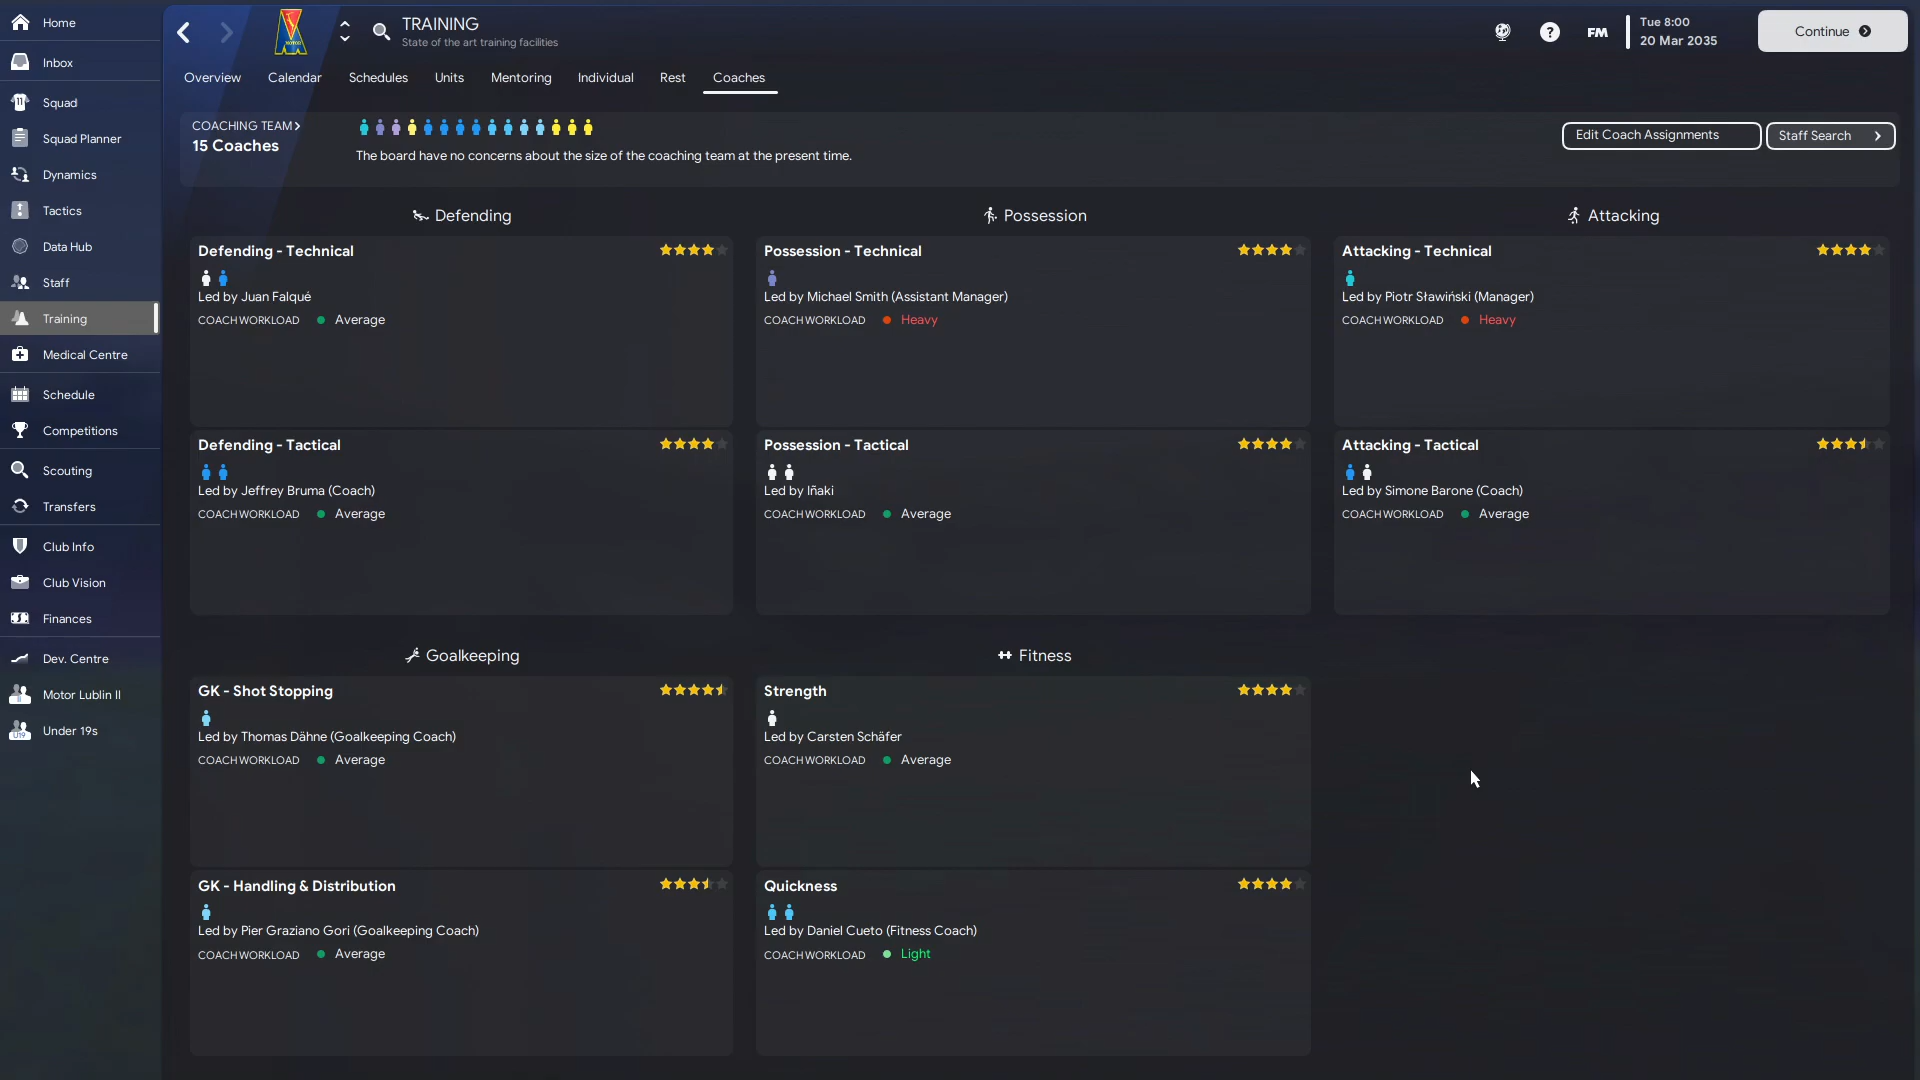 Home
Inbox
Squad
Squad Planner
Dynamics
Tactics
Data Hub
Staff
Training
Medical Centre
Schedule
Competitions
Scouting
Transfers
Club Info
Club Vision
Finances
Dev. Centre
Motor Lublin II
Under 19s
TRAINING
State of the art training facilities
FM
Tue 8:00
20 Mar 2035
Continue
Overview Calendar Schedules Units Mentoring Individual Rest Coaches
COACHING TEAM
15 Coaches
The board have no concerns about the size of the coaching team at the present time.
Edit Coach Assignments
Staff Search
Defending
Defending - Technical
Led by Juan Falqué
COACH WORKLOAD Average
Defending - Tactical
Led by Jeffrey Bruma (Coach)
COACH WORKLOAD Average
Possession
Possession - Technical
Led by Michael Smith (Assistant Manager)
COACH WORKLOAD Heavy
Possession - Tactical
Led by Iñaki
COACH WORKLOAD Average
Attacking
Attacking - Technical
Led by Piotr Sławiński (Manager)
COACH WORKLOAD Heavy
Attacking - Tactical
Led by Simone Barone (Coach)
COACH WORKLOAD Average
Goalkeeping
GK - Shot Stopping
Led by Thomas Dähne (Goalkeeping Coach)
COACH WORKLOAD Average
GK - Handling & Distribution
Led by Pier Graziano Gori (Goalkeeping Coach)
COACH WORKLOAD Average
Fitness
Strength
Led by Carsten Schäfer
COACH WORKLOAD Average
Quickness
Led by Daniel Cueto (Fitness Coach)
COACH WORKLOAD Light